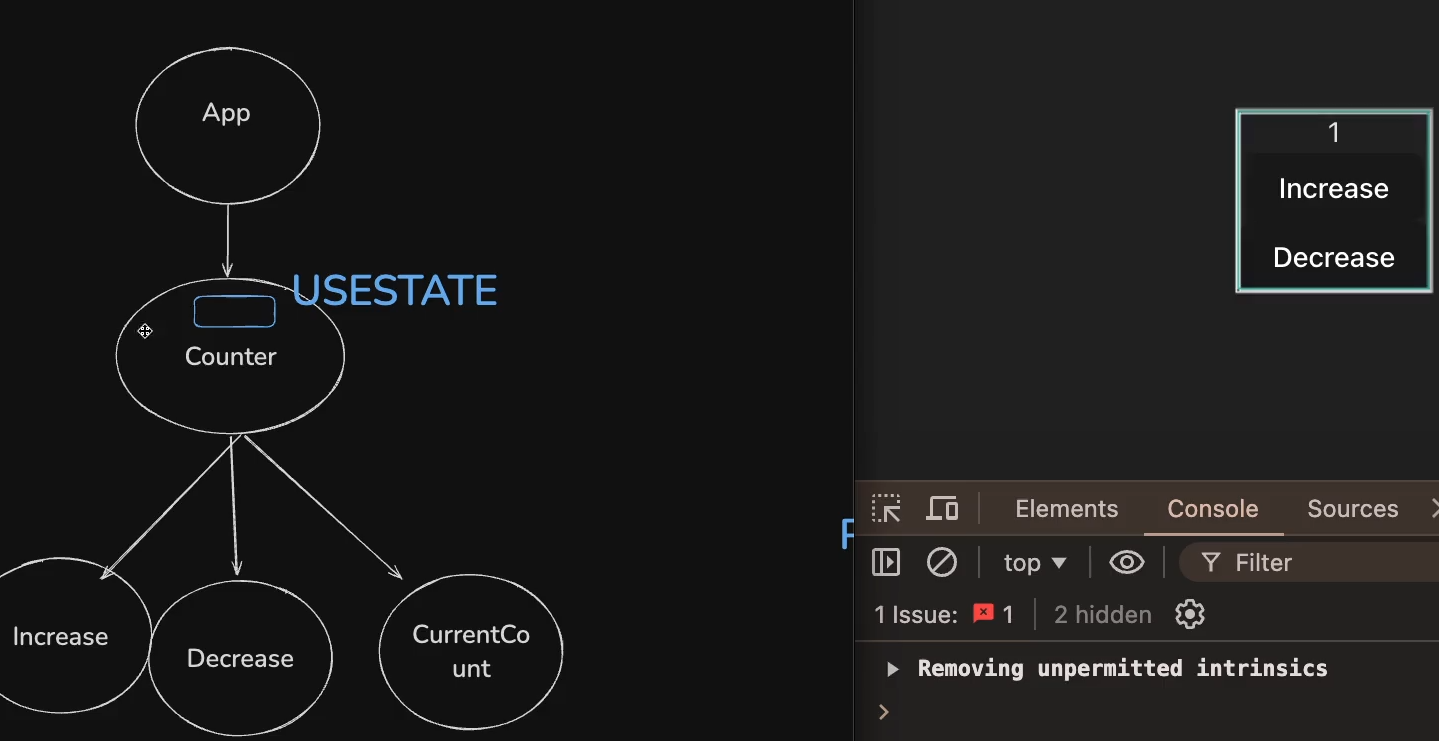 App
USESTATE
Counter
Increase
Decrease
CurrentCo
unt
1
Increase
Decrease
Elements Console Sources
top Filter
1 Issue: 1 2 hidden
Removing unpermitted intrinsics